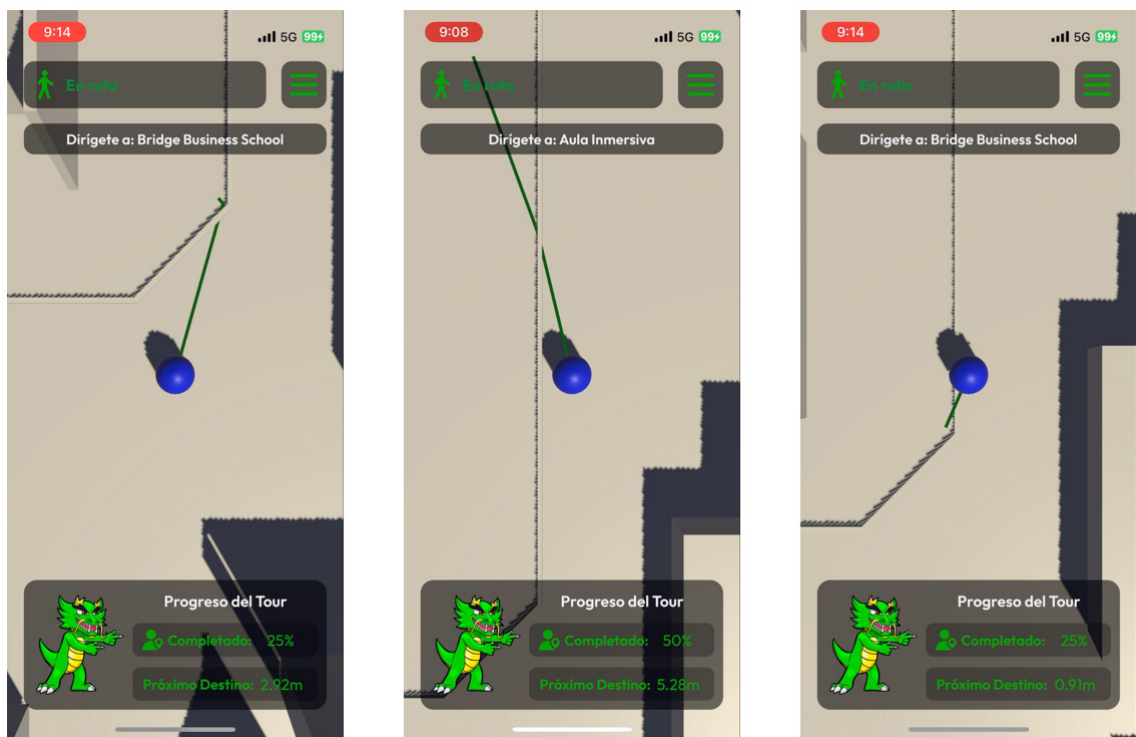 9:14
5G 99
En ruta
Dirígete a: Bridge Business School
Progreso del Tour
Completado: 25%
Próximo Destino: 2.92m
9:08
5G 99
En ruta
Dirígete a: Aula Inmersiva
Progreso del Tour
Completado: 50%
Próximo Destino: 5.28m
9:14
5G 99
En ruta
Dirígete a: Bridge Business School
Progreso del Tour
Completado: 25%
Próximo Destino: 0.91m